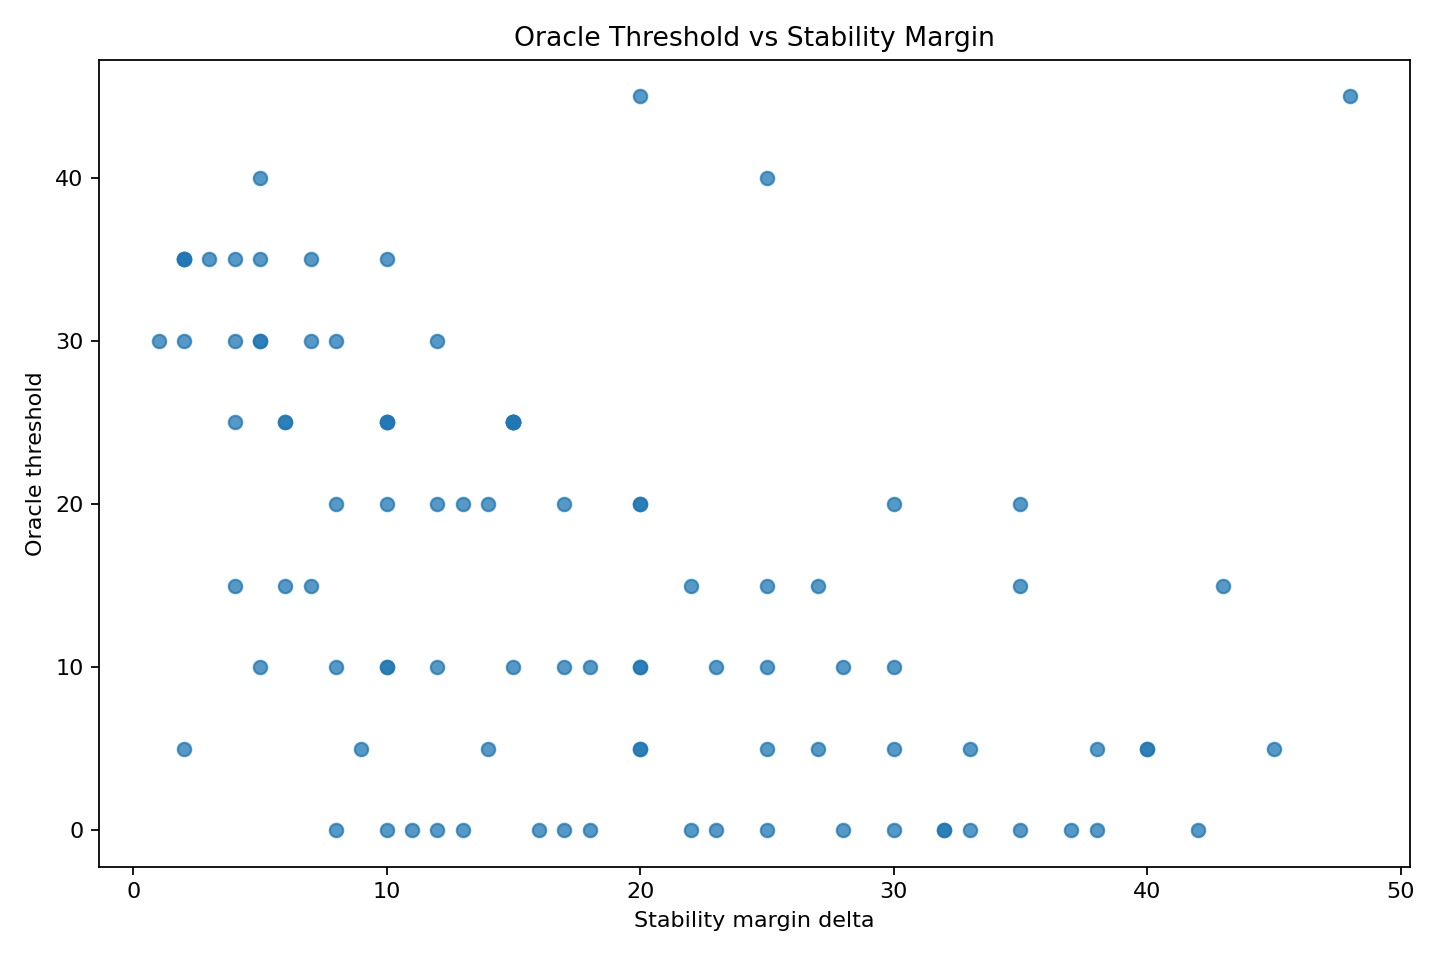 Oracle Threshold vs Stability Margin
Oracle threshold
40
30
20
10
0
0 10 20 30 40 50
Stability margin delta